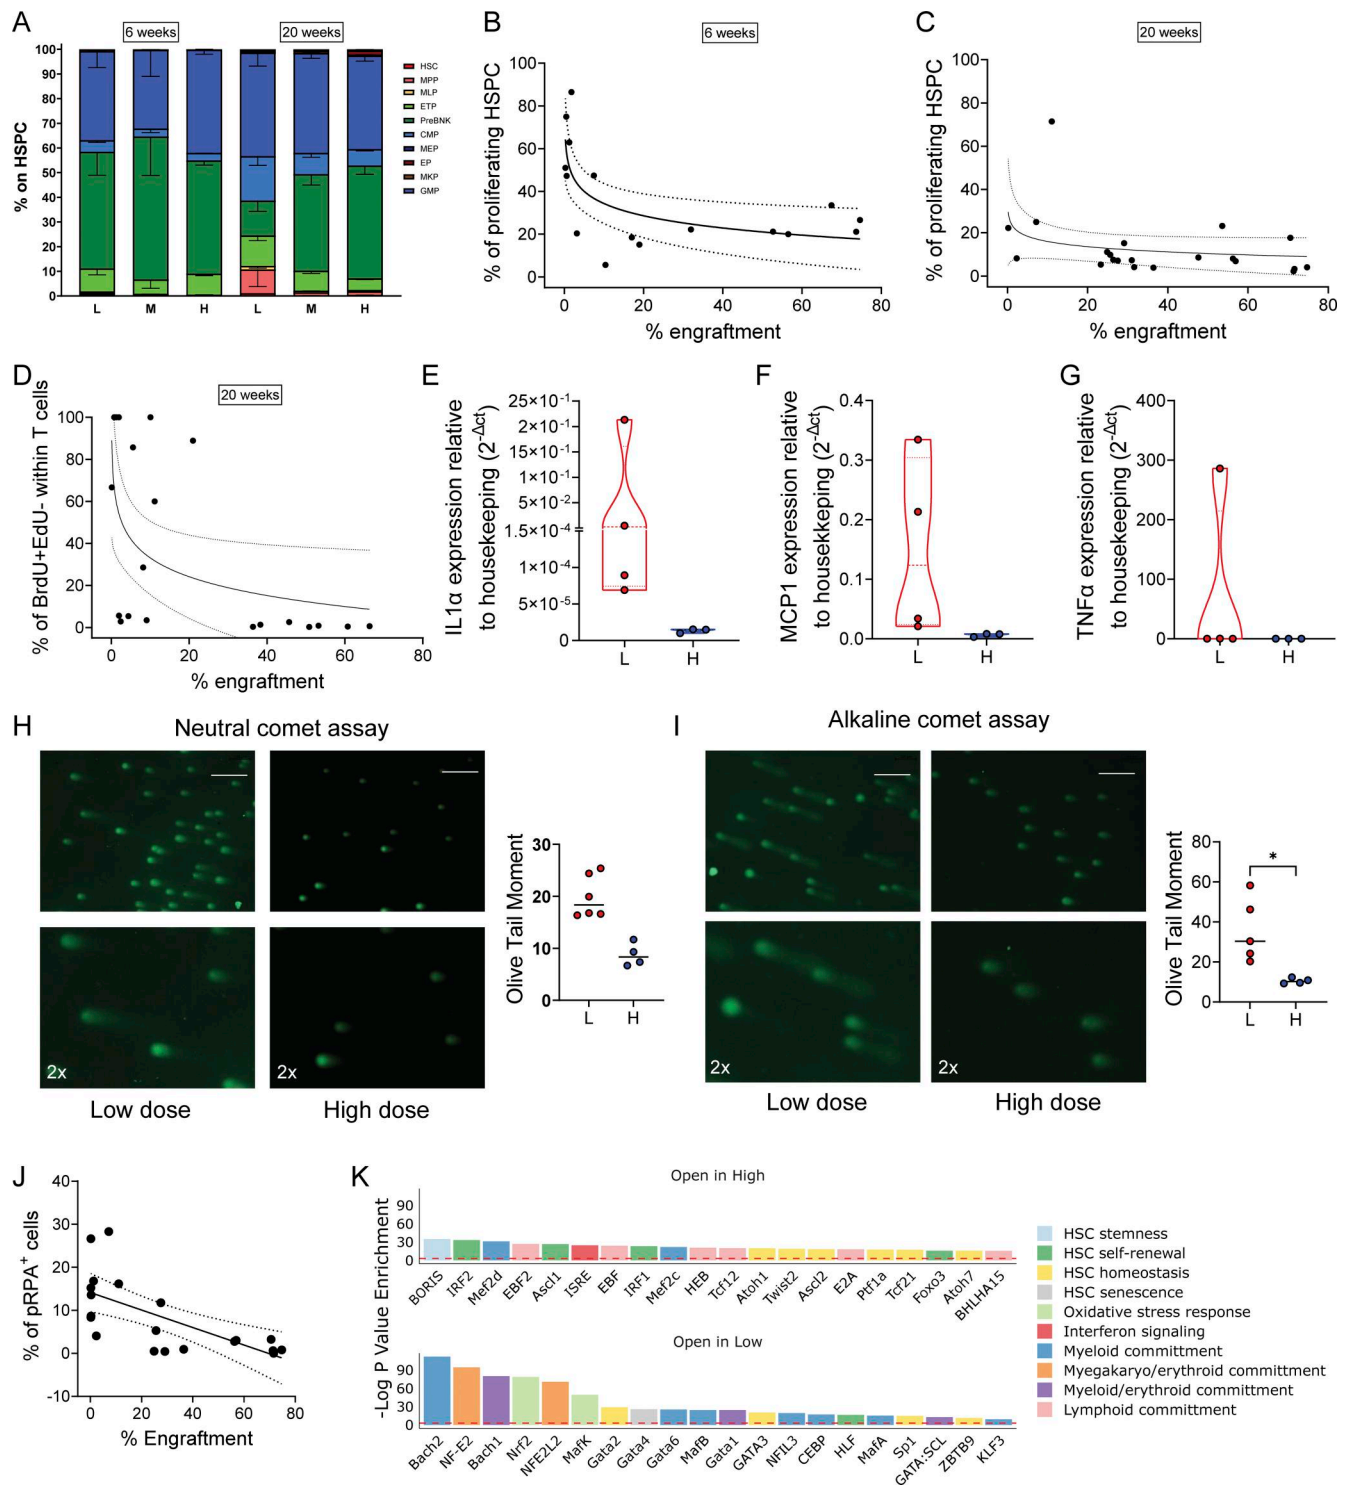 A
6 weeks
20 weeks
% on HSPC
100
90
80
70
60
50
40
30
20
10
0
L
M
H
L
M
H
HSC
MPP
MLP
ETP
PreBNK
CMP
MEP
EP
MKP
GMP
B
6 weeks
% of proliferating HSPC
100
80
60
40
20
0
0
20
40
60
80
% engraftment
C
20 weeks
% of proliferating HSPC
100
80
60
40
20
0
0
20
40
60
80
% engraftment
D
20 weeks
% of BrdU+EdU- within T cells
100
80
60
40
20
0
0
20
40
60
80
% engraftment
E
IL1α expression relative
to housekeeping (2^-Δct)
25×10^-1
2×10^-1
1.5×10^-1
1×10^-1
5×10^-2
1.5×10^-4
1×10^-4
5×10^-5
0
L
H
F
MCP1 expression relative
to housekeping (2^-Δct)
0.4
0.3
0.2
0.1
0.0
L
H
G
TNFα expression relative
to housekeeping (2^-Δct)
400
300
200
100
0
L
H
H
Neutral comet assay
2x
2x
Low dose
High dose
Olive Tail Moment
30
20
10
0
L
H
I
Alkaline comet assay
2x
2x
Low dose
High dose
Olive Tail Moment
80
60
40
20
0
*
L
H
J
% of pRPA+ cells
40
30
20
10
0
-10
0
20
40
60
80
% Engraftment
K
-Log P Value Enrichment
Open in High
90
60
30
0
BORIS
IRF2
Mef2d
EBF2
Ascl1
ISRE
EBF
IRF1
Mef2c
HEB
Tcf12
Atoh1
Twist2
Ascl2
E2A
Ptf1a
Tcf21
Foxo3
Atoh7
BHLHA15
Open in Low
90
60
30
0
Bach2
NF-E2
Bach1
Nrf2
NFE2L2
MafK
Gata2
Gata4
Gata6
MafB
Gata1
GATA3
NFIL3
CEBP
HLF
MafA
Sp1
GATA:SCL
ZBTB9
KLF3
HSC stemness
HSC self-renewal
HSC homeostasis
HSC senescence
Oxidative stress response
Interferon signaling
Myeloid committment
Myegakaryo/erythroid committment
Myeloid/erythroid committment
Lymphoid committment